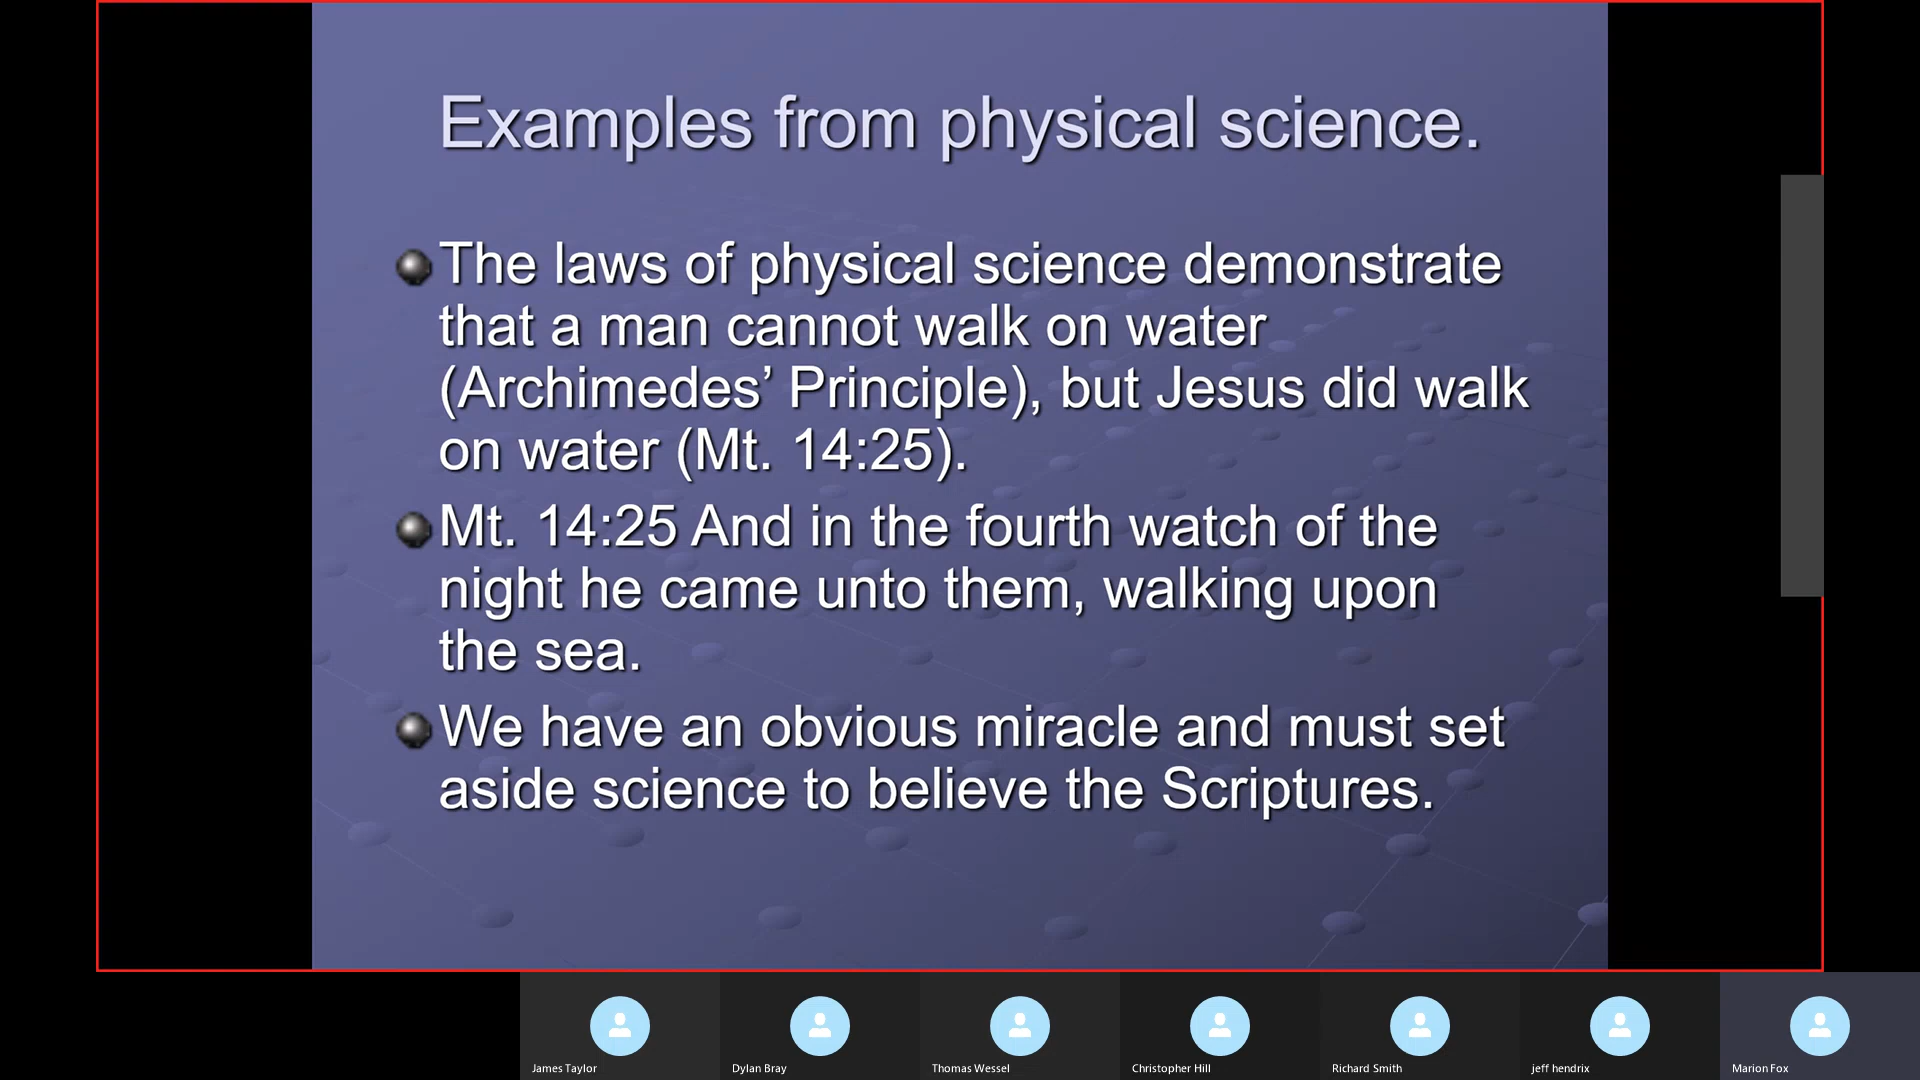 Examples from physical science.
The laws of physical science demonstrate
that a man cannot walk on water
(Archimedes’ Principle), but Jesus did walk
on water (Mt. 14:25).
Mt. 14:25 And in the fourth watch of the
night he came unto them, walking upon
the sea.
We have an obvious miracle and must set
aside science to believe the Scriptures.
James Taylor
Dylan Bray
Thomas Wessel
Christopher Hill
Richard Smith
jeff hendrix
Marion Fox